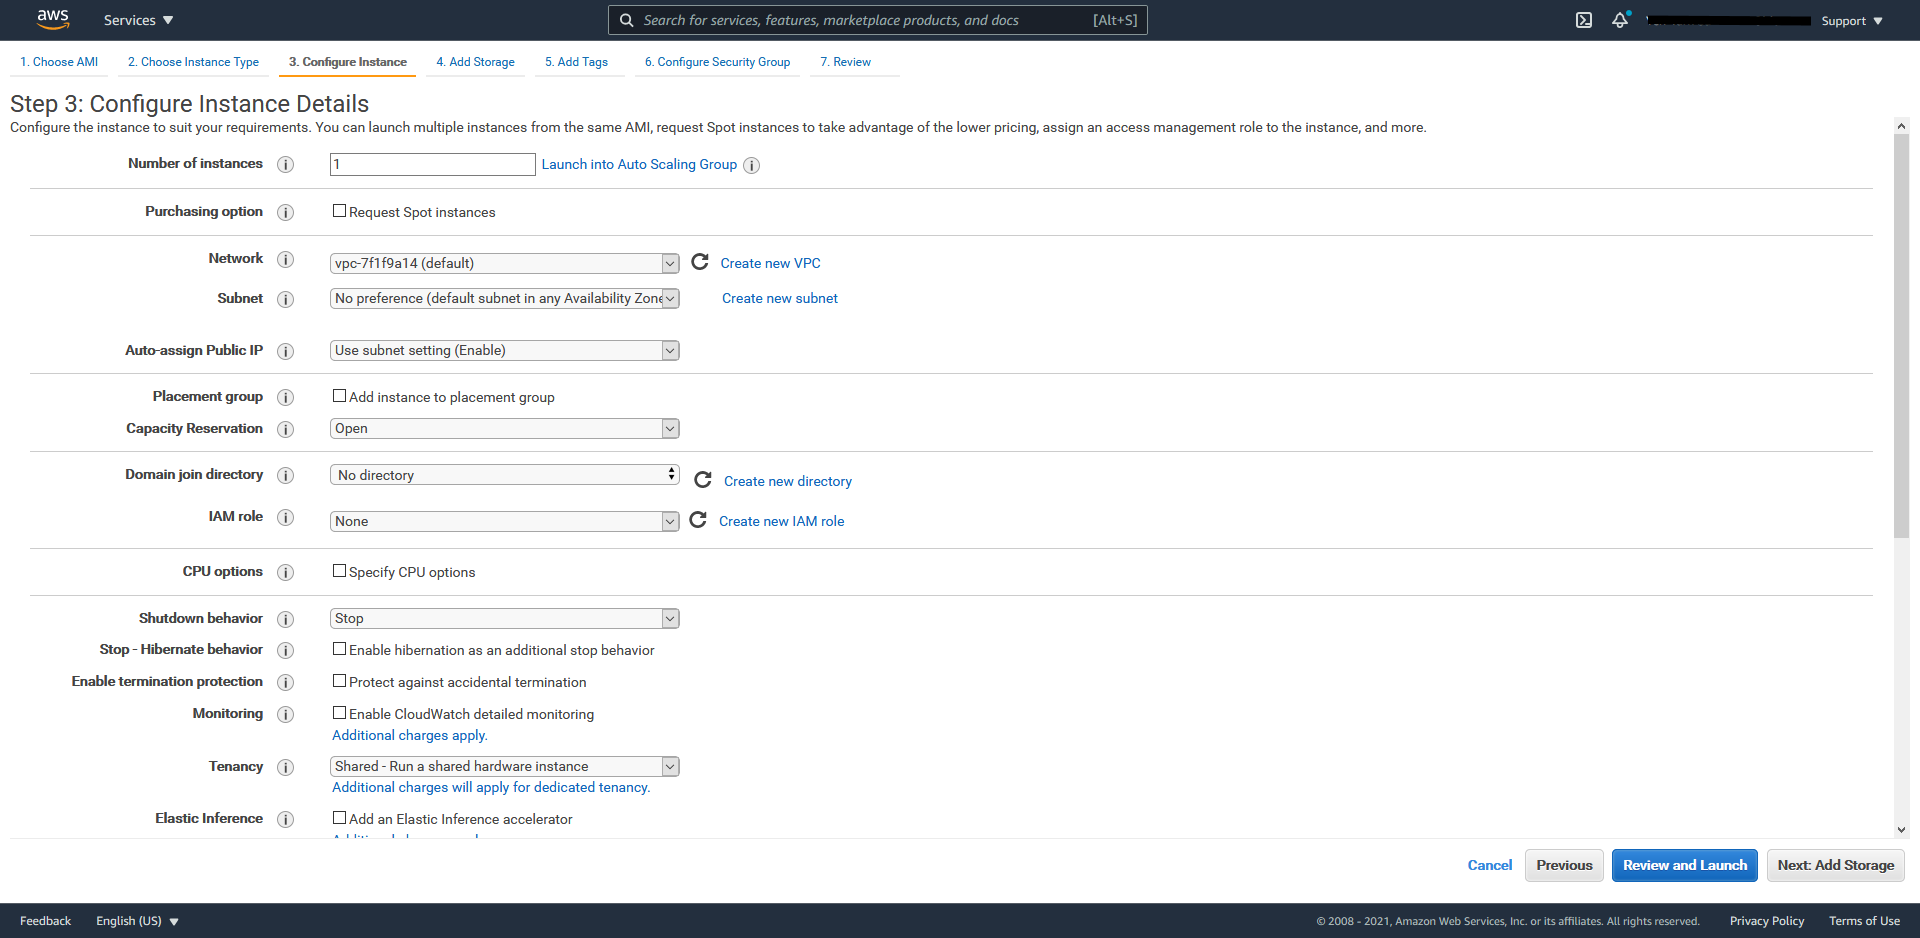 aws Services Search for services, features, marketplace products, and docs [Alt+S] Support
1. Choose AMI 2. Choose Instance Type 3. Configure Instance 4. Add Storage 5. Add Tags 6. Configure Security Group 7. Review
Step 3: Configure Instance Details
Configure the instance to suit your requirements. You can launch multiple instances from the same AMI, request Spot instances to take advantage of the lower pricing, assign an access management role to the instance, and more.
Number of instances i 1 Launch into Auto Scaling Group i
Purchasing option i Request Spot instances
Network i vpc-7f1f9a14 (default) Create new VPC
Subnet i No preference (default subnet in any Availability Zone Create new subnet
Auto-assign Public IP i Use subnet setting (Enable)
Placement group i Add instance to placement group
Capacity Reservation i Open
Domain join directory i No directory Create new directory
IAM role i None Create new IAM role
CPU options i Specify CPU options
Shutdown behavior i Stop
Stop - Hibernate behavior i Enable hibernation as an additional stop behavior
Enable termination protection i Protect against accidental termination
Monitoring i Enable CloudWatch detailed monitoring
Additional charges apply.
Tenancy i Shared - Run a shared hardware instance
Additional charges will apply for dedicated tenancy.
Elastic Inference i Add an Elastic Inference accelerator
Cancel Previous Review and Launch Next: Add Storage
Feedback English (US) © 2008 - 2021, Amazon Web Services, Inc. or its affiliates. All rights reserved. Privacy Policy Terms of Use